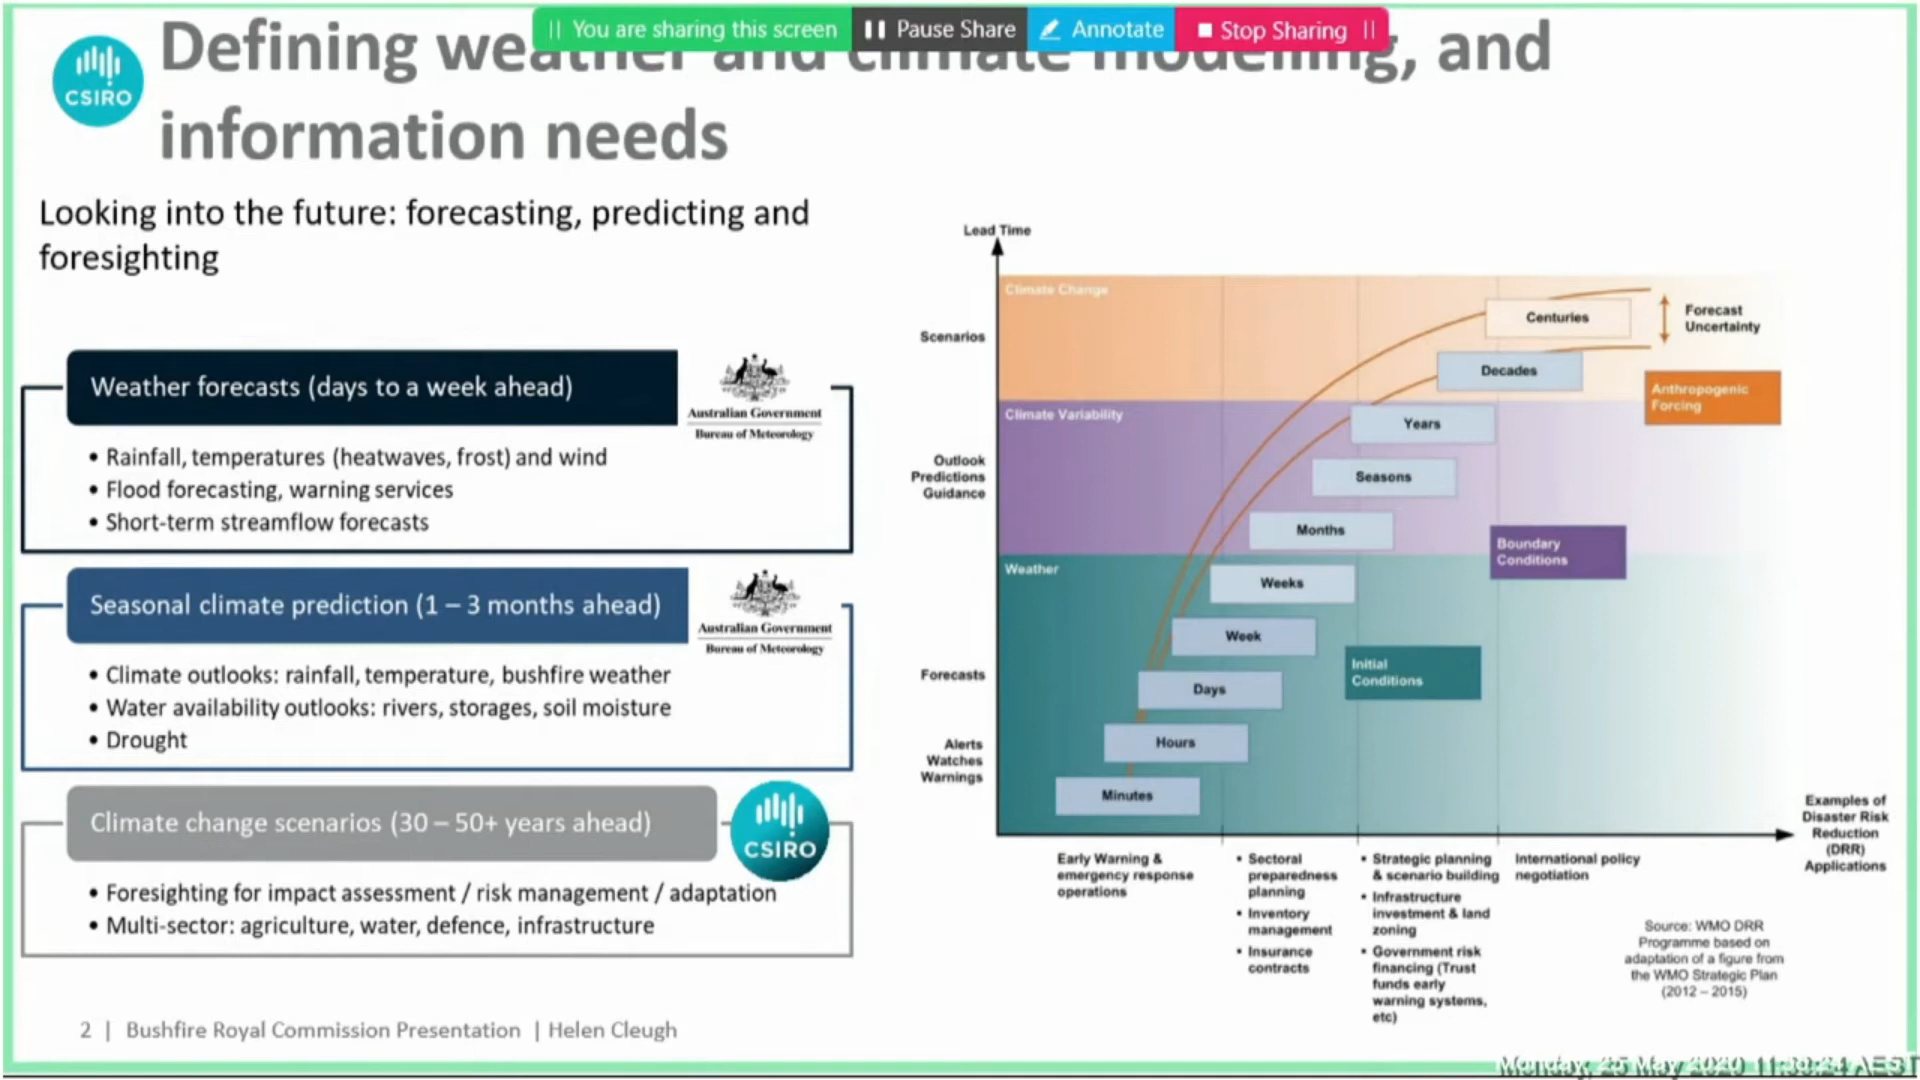 You are sharing this screen
Pause Share
Annotate
Stop Sharing
CSIRO
Defining weather and climate modelling, and
information needs
Looking into the future: forecasting, predicting and
foresighting
Weather forecasts (days to a week ahead)
Australian Government
Bureau of Meteorology
• Rainfall, temperatures (heatwaves, frost) and wind
• Flood forecasting, warning services
• Short-term streamflow forecasts
Seasonal climate prediction (1 – 3 months ahead)
Australian Government
Bureau of Meteorology
• Climate outlooks: rainfall, temperature, bushfire weather
• Water availability outlooks: rivers, storages, soil moisture
• Drought
Climate change scenarios (30 – 50+ years ahead)
CSIRO
• Foresighting for impact assessment / risk management / adaptation
• Multi-sector: agriculture, water, defence, infrastructure
Lead Time
Climate Change
Scenarios
Centuries
Forecast
Uncertainty
Decades
Anthropogenic
Forcing
Climate Variability
Years
Outlook
Predictions
Guidance
Seasons
Months
Boundary
Conditions
Weather
Weeks
Week
Initial
Conditions
Forecasts
Days
Alerts
Watches
Warnings
Hours
Minutes
Examples of
Disaster Risk
Reduction
(DRR)
Applications
Early Warning &
emergency response
operations
▪ Sectoral
preparedness
planning
▪ Inventory
management
▪ Insurance
contracts
▪ Strategic planning
& scenario building
▪ Infrastructure
investment & land
zoning
▪ Government risk
financing (Trust
funds early
warning systems,
etc)
International policy
negotiation
Source: WMO DRR
Programme based on
adaptation of a figure from
the WMO Strategic Plan
(2012 – 2015)
2 | Bushfire Royal Commission Presentation | Helen Cleugh
Monday, 25 May 2020 AEST